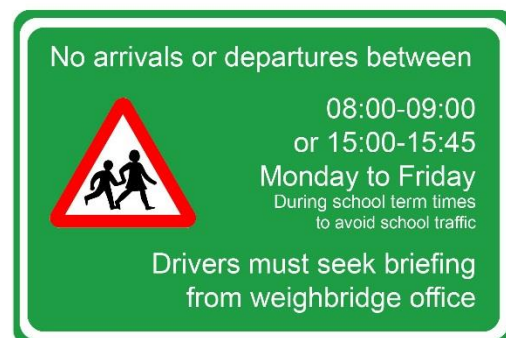 No arrivals or departures between
08:00-09:00
or 15:00-15:45
Monday to Friday
During school term times
to avoid school traffic
Drivers must seek briefing
from weighbridge office